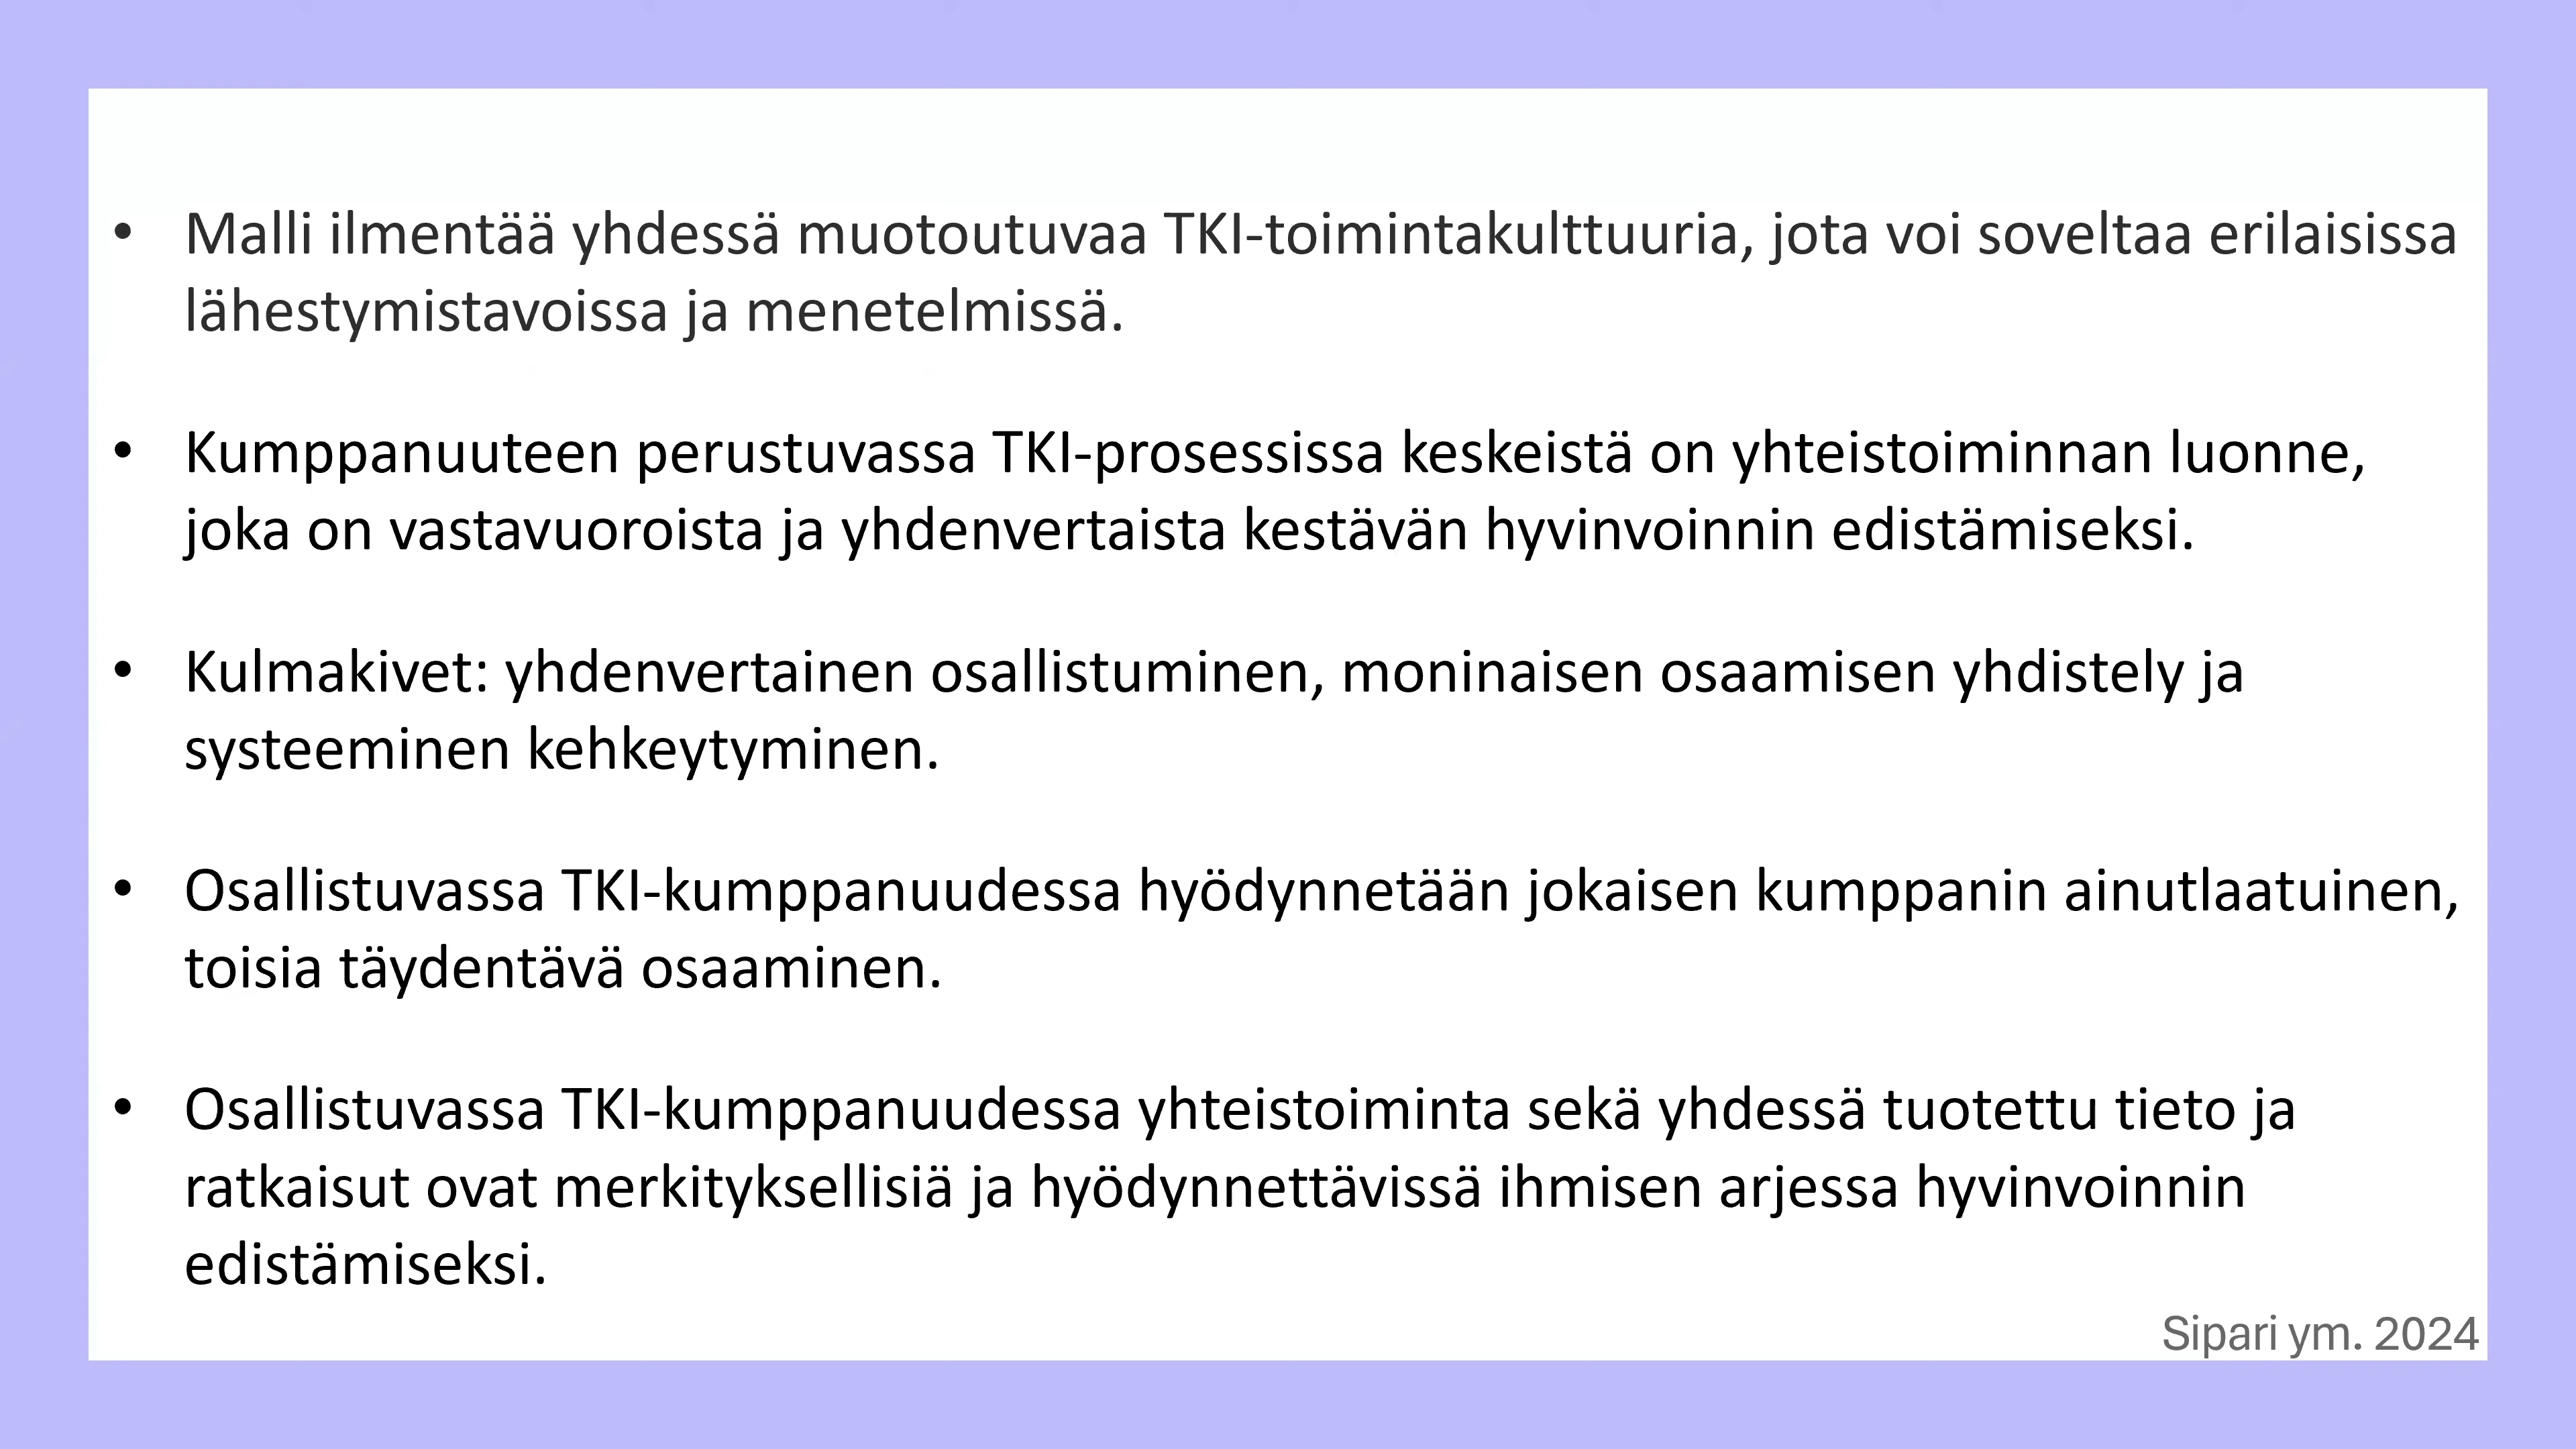 • Malli ilmentää yhdessä muotoutuvaa TKI-toimintakulttuuria, jota voi soveltaa erilaisissa
lähestymistavoissa ja menetelmissä.
• Kumppanuuteen perustuvassa TKI-prosessissa keskeistä on yhteistoiminnan luonne,
joka on vastavuoroista ja yhdenvertaista kestävän hyvinvoinnin edistämiseksi.
• Kulmakivet: yhdenvertainen osallistuminen, moninaisen osaamisen yhdistely ja
systeeminen kehkeytyminen.
• Osallistuvassa TKI-kumppanuudessa hyödynnetään jokaisen kumppanin ainutlaatuinen,
toisia täydentävä osaaminen.
• Osallistuvassa TKI-kumppanuudessa yhteistoiminta sekä yhdessä tuotettu tieto ja
ratkaisut ovat merkityksellisiä ja hyödynnettävissä ihmisen arjessa hyvinvoinnin
edistämiseksi.
Sipari ym. 2024